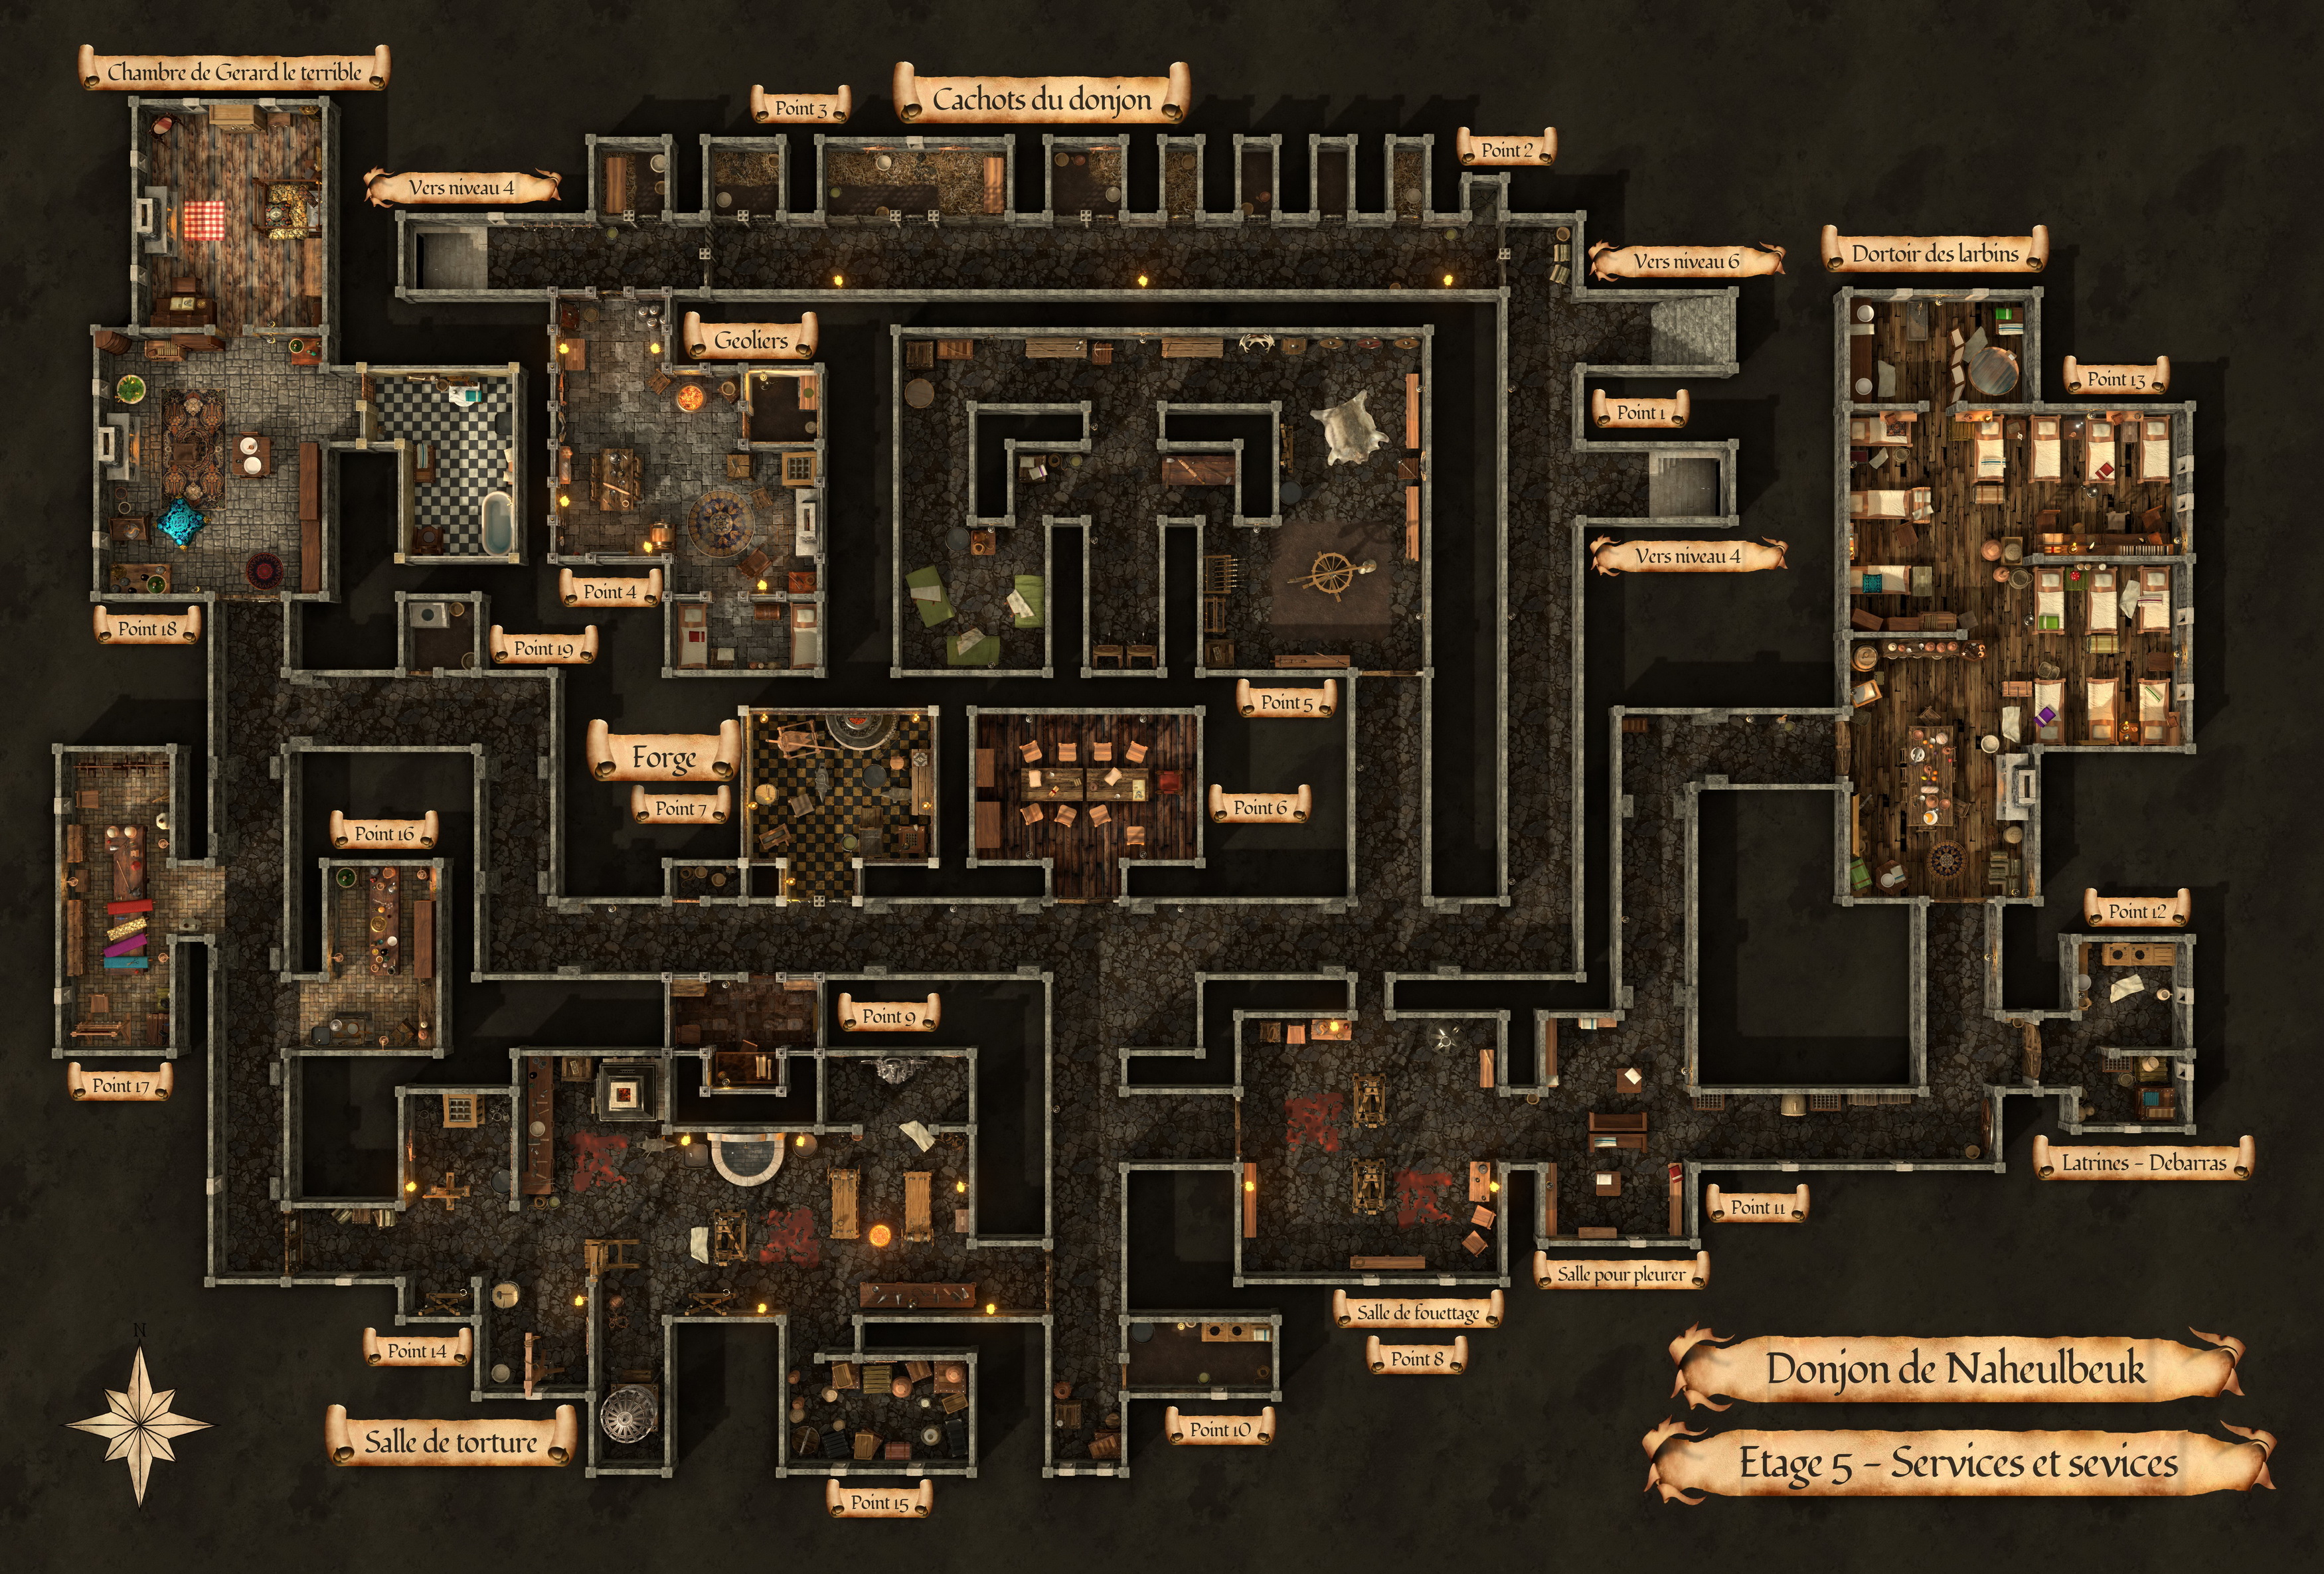 Chambre de Gerard le terrible
Point 3
Cachots du donjon
Point 2
Vers niveau 4
Vers niveau 6
Dortoir des larbins
Geoliers
Point 13
Point 1
Vers niveau 4
Point 4
Point 18
Point 19
Point 5
Forge
Point 7
Point 6
Point 16
Point 12
Point 9
Point 17
Latrines - Debarras
Point 11
Salle pour pleurer
Salle de fouettage
Point 8
N
Point 14
Donjon de Naheulbeuk
Salle de torture
Point 10
Etage 5 - Services et sevices
Point 15